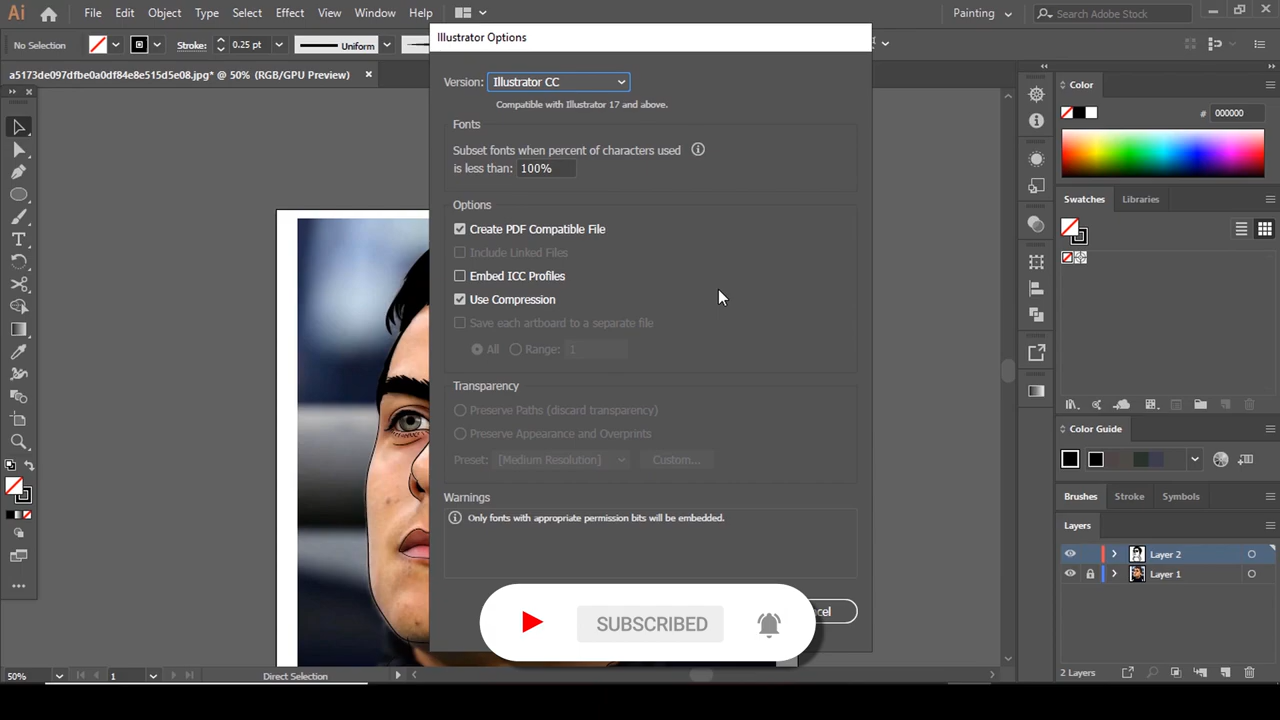 Ai File Edit Object Type Select Effect View Window Help Painting Search Adobe Stock
No Selection Stroke: 0.25 pt Uniform
a5173de097dfbe0a0df84e8e515d5e08.jpg* @ 50% (RGB/GPU Preview)
Illustrator Options
Version: Illustrator CC
Compatible with Illustrator 17 and above.
Fonts
Subset fonts when percent of characters used
is less than: 100%
Options
Create PDF Compatible File
Include Linked Files
Embed ICC Profiles
Use Compression
Save each artboard to a separate file
All Range: 1
Transparency
Preserve Paths (discard transparency)
Preserve Appearance and Overprints
Preset: [Medium Resolution] Custom...
Warnings
Only fonts with appropriate permission bits will be embedded.
SUBSCRIBED
Color
# 000000
Swatches Libraries
Color Guide
Brushes Stroke Symbols
Layers
Layer 2
Layer 1
2 Layers
50% 1 Direct Selection